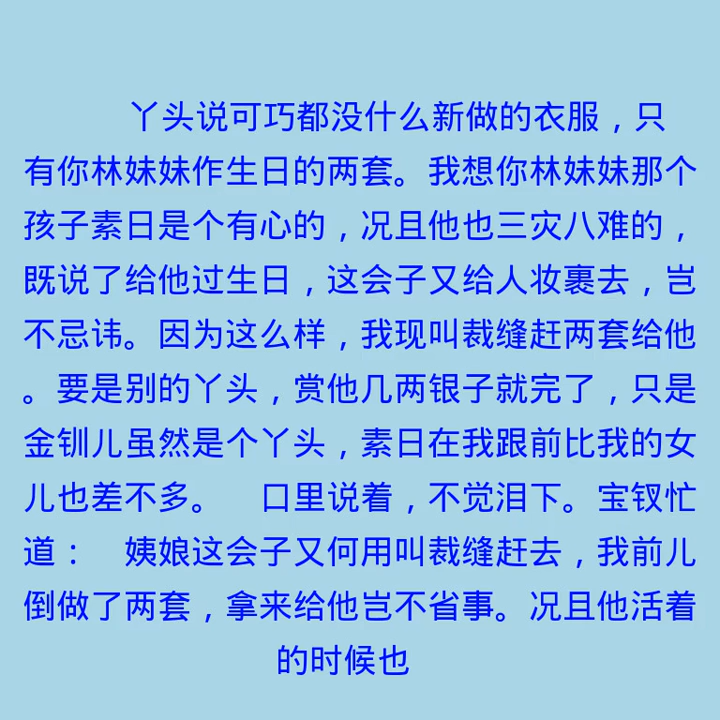 丫头说可巧都没什么新做的衣服，只
有你林妹妹作生日的两套。我想你林妹妹那个
孩子素日是个有心的，况且他也三灾八难的，
既说了给他过生日，这会子又给人妆裹去，岂
不忌讳。因为这么样，我现叫裁缝赶两套给他
。要是别的丫头，赏他几两银子就完了，只是
金钏儿虽然是个丫头，素日在我跟前比我的女
儿也差不多。　口里说着，不觉泪下。宝钗忙
道：　姨娘这会子又何用叫裁缝赶去，我前儿
倒做了两套，拿来给他岂不省事。况且他活着
的时候也